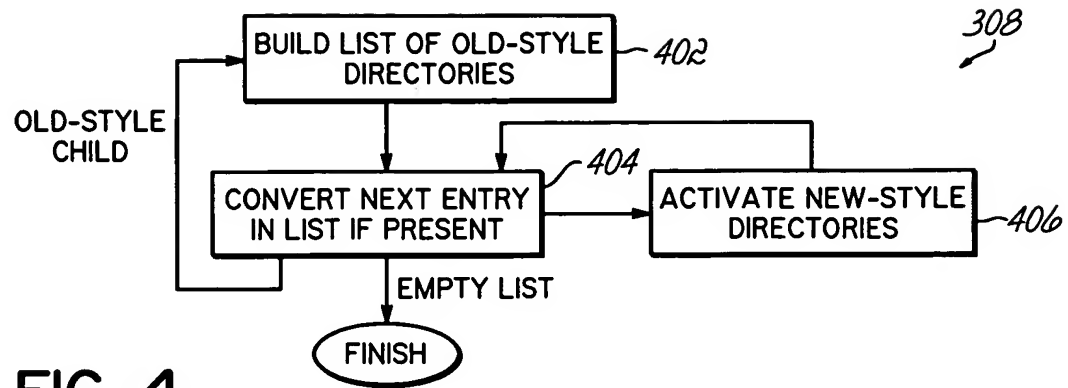 308
BUILD LIST OF OLD-STYLE
DIRECTORIES
402
OLD-STYLE
CHILD
404
CONVERT NEXT ENTRY
IN LIST IF PRESENT
ACTIVATE NEW-STYLE
DIRECTORIES
406
EMPTY LIST
FINISH
FIG. 4